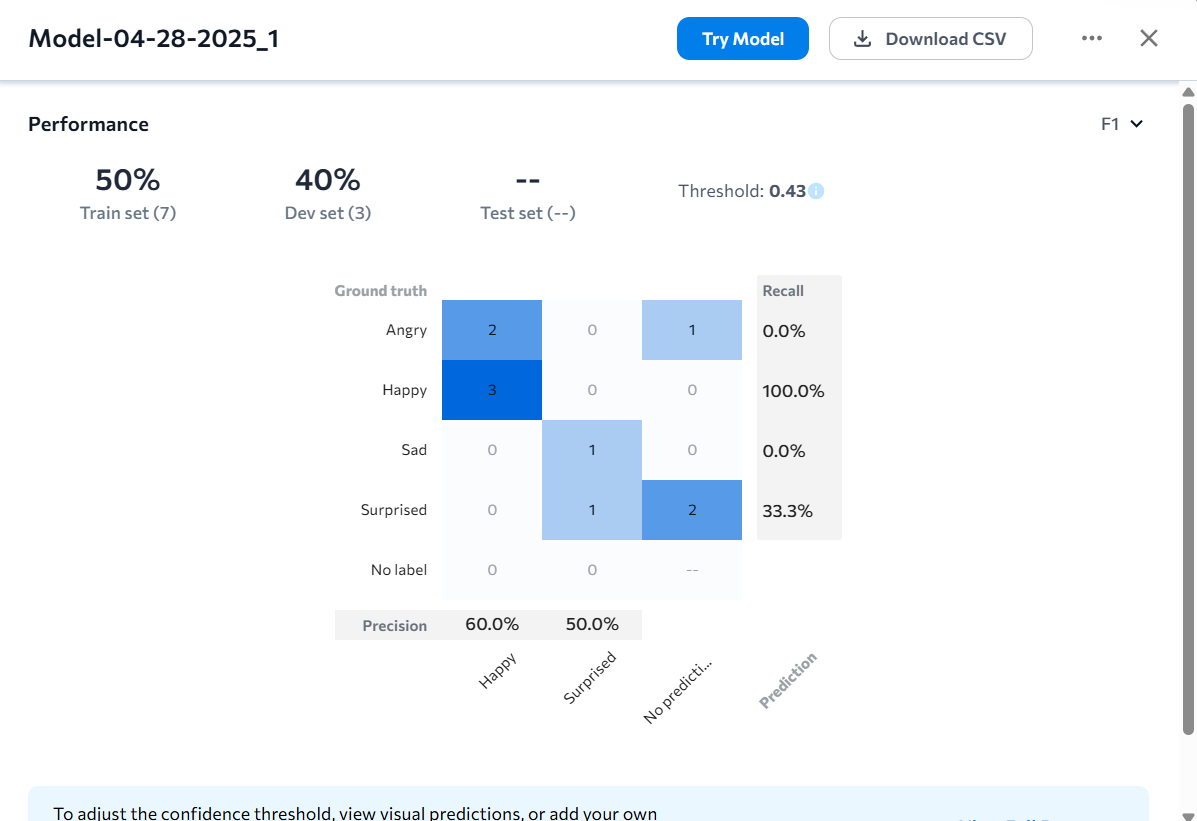 Model-04-28-2025_1
Try Model
Download CSV
Performance
F1
50% 40% --
Train set (7) Dev set (3) Test set (--)
Threshold: 0.43
Ground truth Recall
Angry 2 0 1 0.0%
Happy 3 0 0 100.0%
Sad 0 1 0 0.0%
Surprised 0 1 2 33.3%
No label 0 0 --
Precision 60.0% 50.0%
Happy Surprised No predicti... Prediction
To adjust the confidence threshold, view visual predictions, or add your own